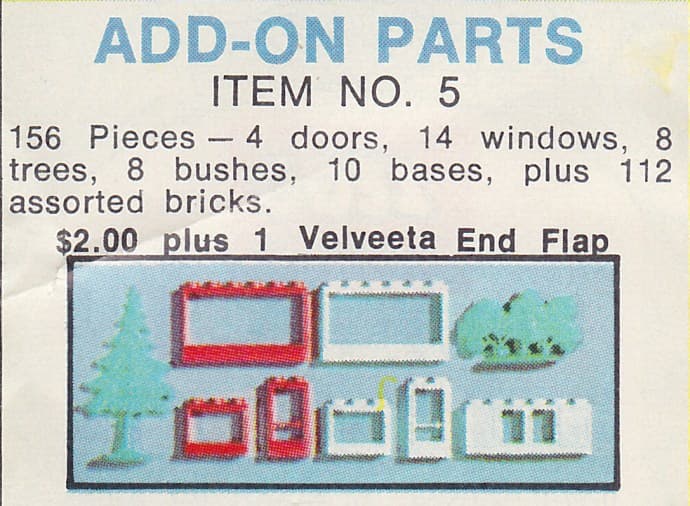 ADD-ON PARTS
ITEM NO. 5
156 Pieces — 4 doors, 14 windows, 8
trees, 8 bushes, 10 bases, plus 112
assorted bricks.
$2.00 plus 1 Velveeta End Flap